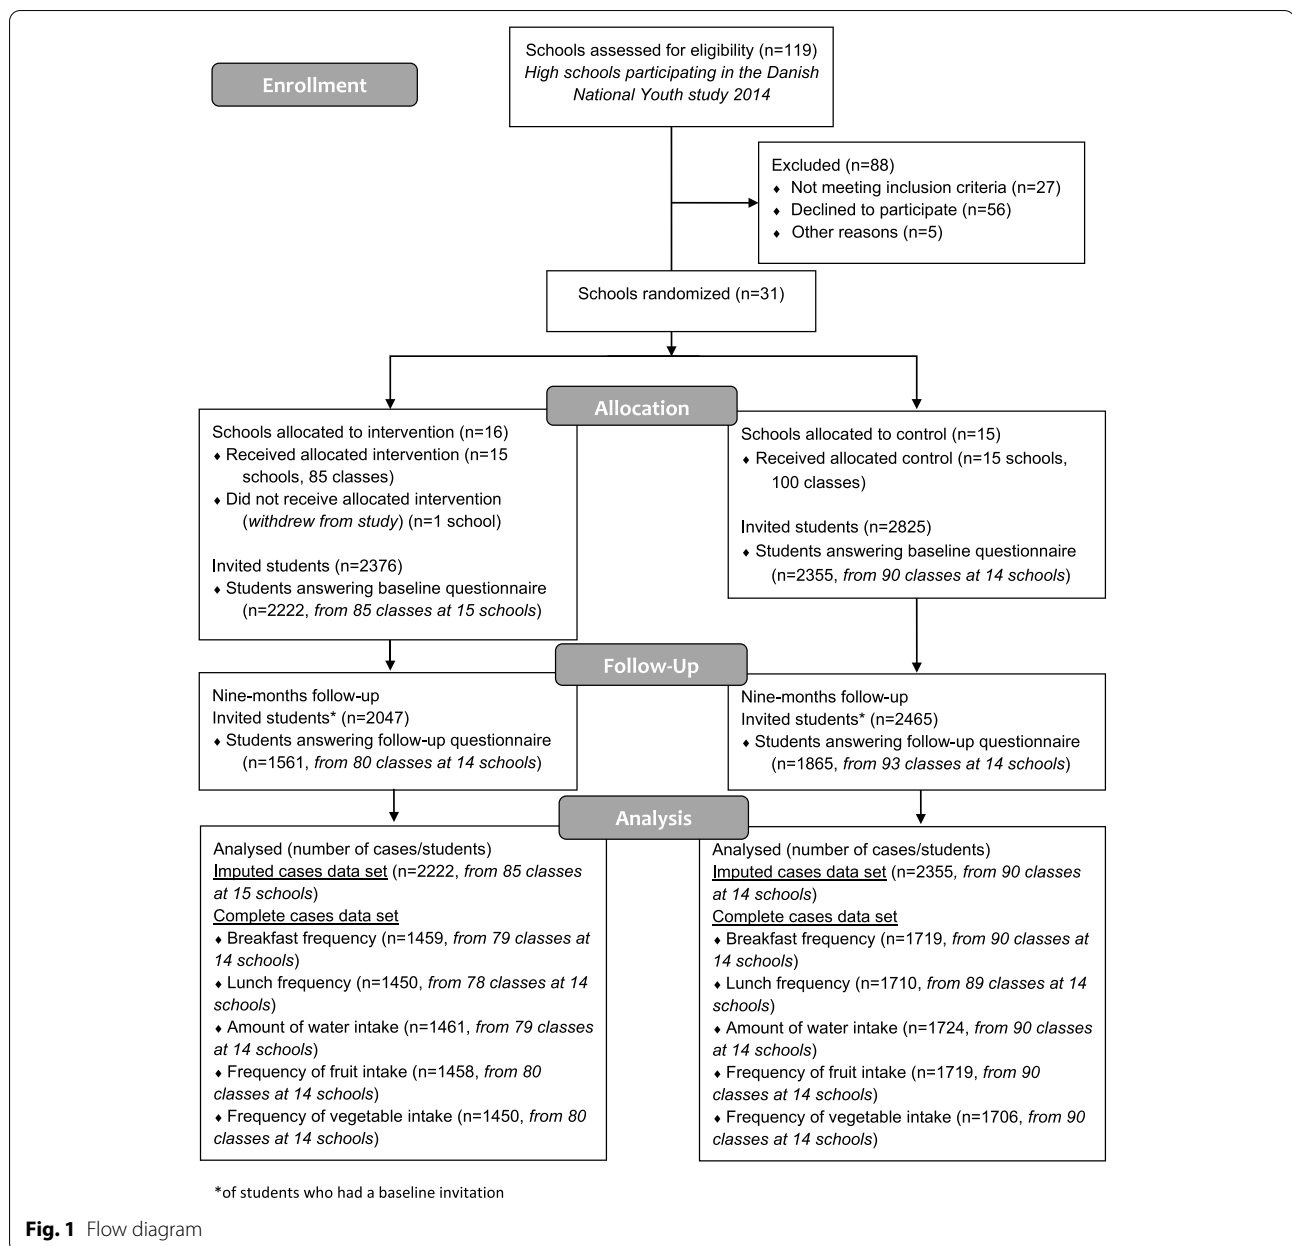 Enrollment
Schools assessed for eligibility (n=119)
High schools participating in the Danish
National Youth study 2014
Excluded (n=88)
♦ Not meeting inclusion criteria (n=27)
♦ Declined to participate (n=56)
♦ Other reasons (n=5)
Schools randomized (n=31)
Allocation
Schools allocated to intervention (n=16)
♦ Received allocated intervention (n=15
schools, 85 classes)
♦ Did not receive allocated intervention
(withdrew from study) (n=1 school)
Invited students (n=2376)
♦ Students answering baseline questionnaire
(n=2222, from 85 classes at 15 schools)
Schools allocated to control (n=15)
♦ Received allocated control (n=15 schools,
100 classes)
Invited students (n=2825)
♦ Students answering baseline questionnaire
(n=2355, from 90 classes at 14 schools)
Follow-Up
Nine-months follow-up
Invited students* (n=2047)
♦ Students answering follow-up questionnaire
(n=1561, from 80 classes at 14 schools)
Nine-months follow-up
Invited students* (n=2465)
♦ Students answering follow-up questionnaire
(n=1865, from 93 classes at 14 schools)
Analysis
Analysed (number of cases/students)
Imputed cases data set (n=2222, from 85 classes
at 15 schools)
Complete cases data set
♦ Breakfast frequency (n=1459, from 79 classes at
14 schools)
♦ Lunch frequency (n=1450, from 78 classes at 14
schools)
♦ Amount of water intake (n=1461, from 79 classes
at 14 schools)
♦ Frequency of fruit intake (n=1458, from 80
classes at 14 schools)
♦ Frequency of vegetable intake (n=1450, from 80
classes at 14 schools)
Analysed (number of cases/students)
Imputed cases data set (n=2355, from 90 classes
at 14 schools)
Complete cases data set
♦ Breakfast frequency (n=1719, from 90 classes at
14 schools)
♦ Lunch frequency (n=1710, from 89 classes at 14
schools)
♦ Amount of water intake (n=1724, from 90 classes
at 14 schools)
♦ Frequency of fruit intake (n=1719, from 90
classes at 14 schools)
♦ Frequency of vegetable intake (n=1706, from 90
classes at 14 schools)
*of students who had a baseline invitation
Fig. 1 Flow diagram